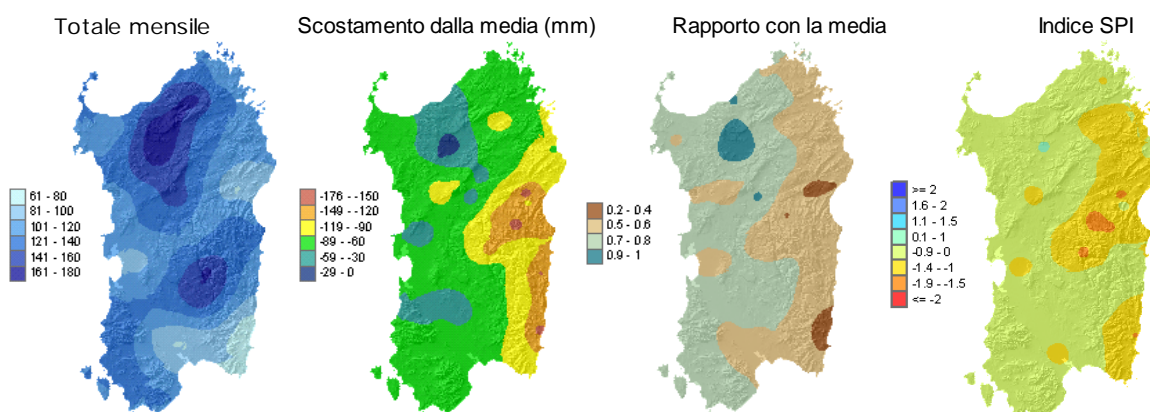 Totale mensile
Scostamento dalla media (mm)
Rapporto con la media
Indice SPI
61 - 80
81 - 100
101 - 120
121 - 140
141 - 160
161 - 180
-176 - -150
-149 - -120
-119 - -90
-89 - -60
-59 - -30
-29 - 0
0.2 - 0.4
0.5 - 0.6
0.7 - 0.8
0.9 - 1
>= 2
1.6 - 2
1.1 - 1.5
0.1 - 1
-0.9 - 0
-1.4 - -1
-1.9 - -1.5
<= -2